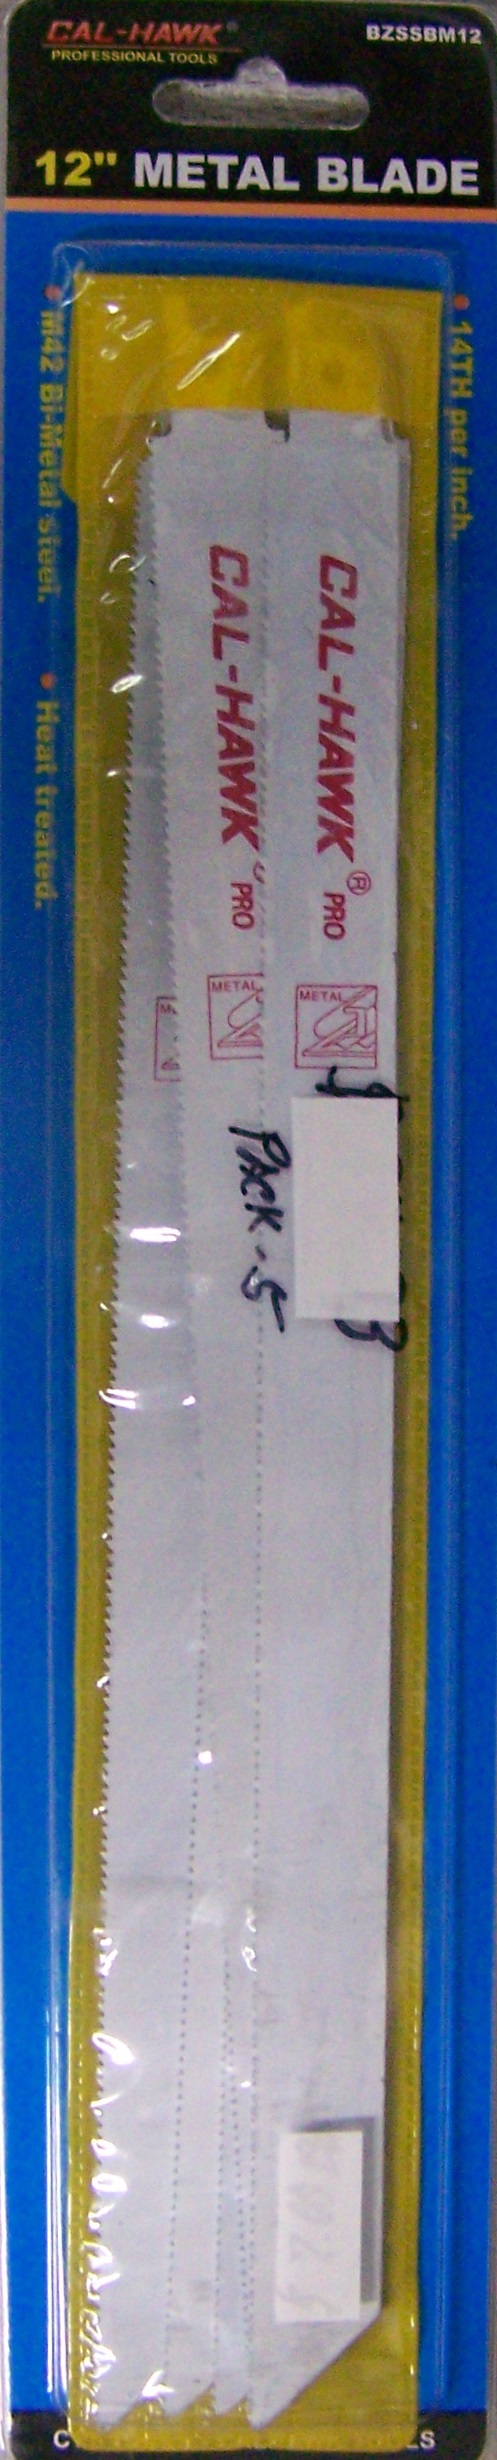 CAL-HAWK®
PROFESSIONAL TOOLS
BZSSBM12
12" METAL BLADE
M42 Bi-Metal steel.
Heat treated.
14TH per inch.
CAL-HAWK
PRO
METAL
CAL-HAWK®
PRO
METAL
PACK-5